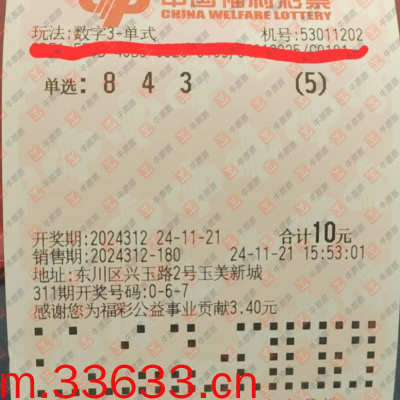 中国福利彩票
CHINA WELFARE LOTTERY
玩法:数字3-单式 机号:53011202
单选: 8 4 3 (5)
开奖期:2024312 24-11-21 合计10元
销售期:2024312-180 24-11-21 15:53:01
地址:东川区兴玉路2号玉美新城
311期开奖号码:0-6-7
感谢您为福彩公益事业贡献3.40元
m.33633.cn